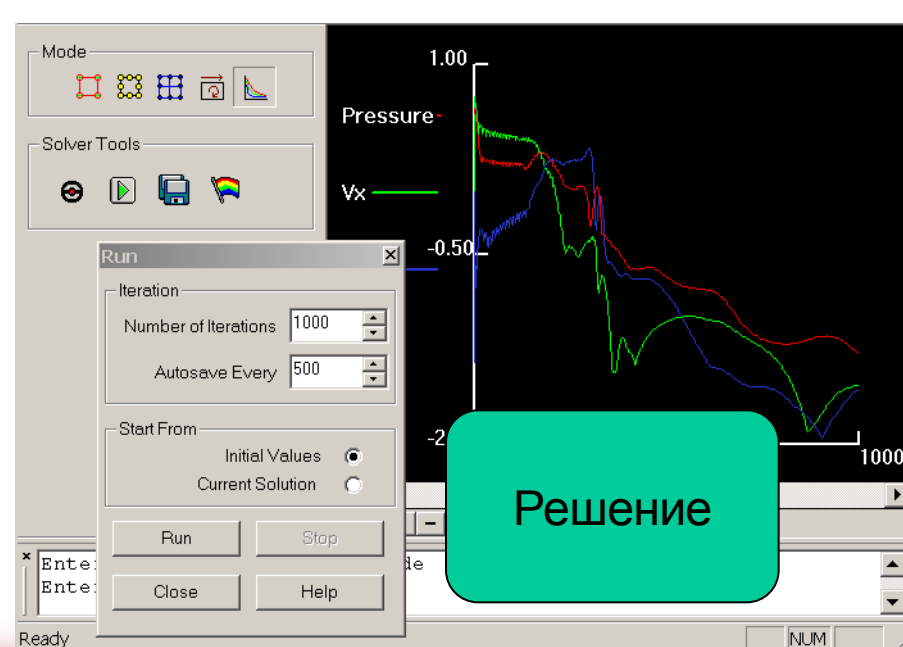 Mode
Solver Tools
1.00
Pressure
Vx
-0.50
1000
Run
Iteration
Number of Iterations 1000
Autosave Every 500
Start From
Initial Values
Current Solution
Run Stop
Close Help
Решение
Ready
NUM